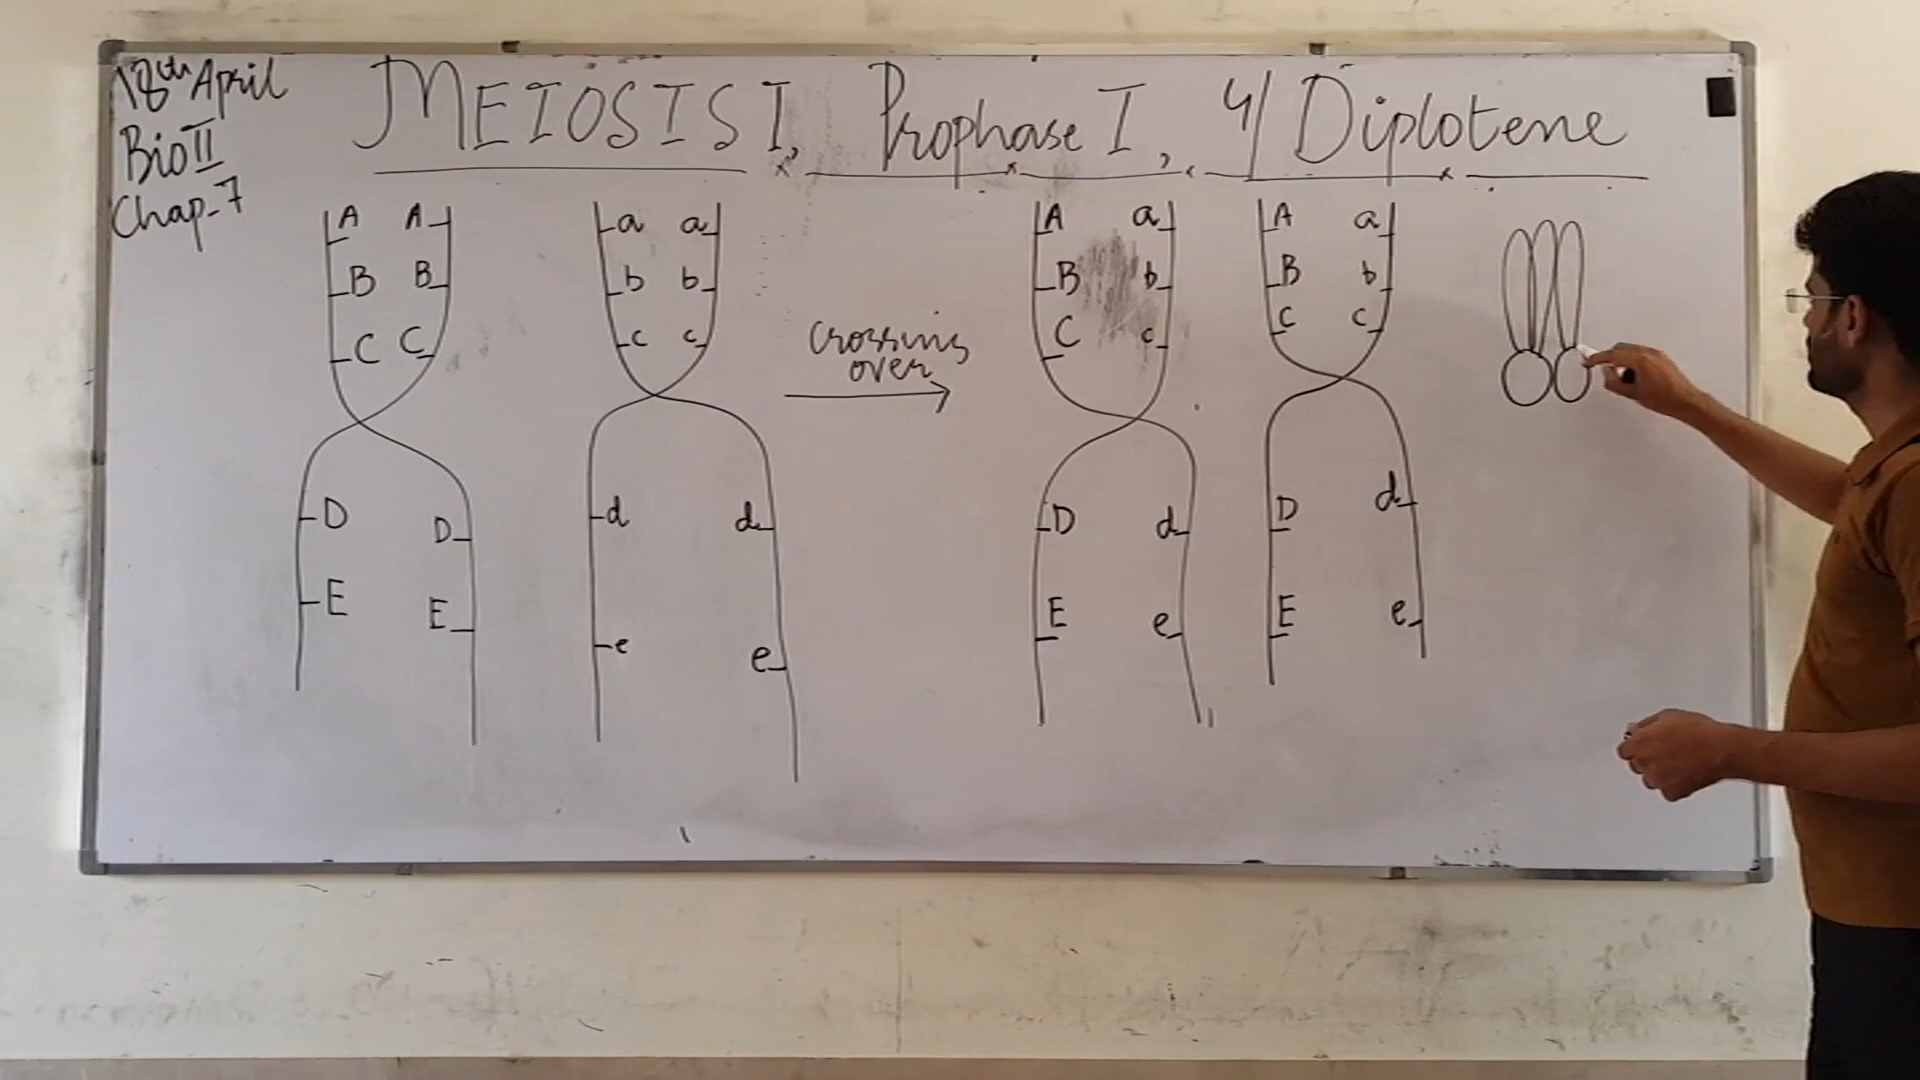 18th April
Bio II
Chap-7
MEIOSIS I, Prophase I, 4/ Diplotene
A A a a A a A a
B B b b B b B b
C C c c C c C c
crossing
over
D D d d D d D d
E E e e E e E e